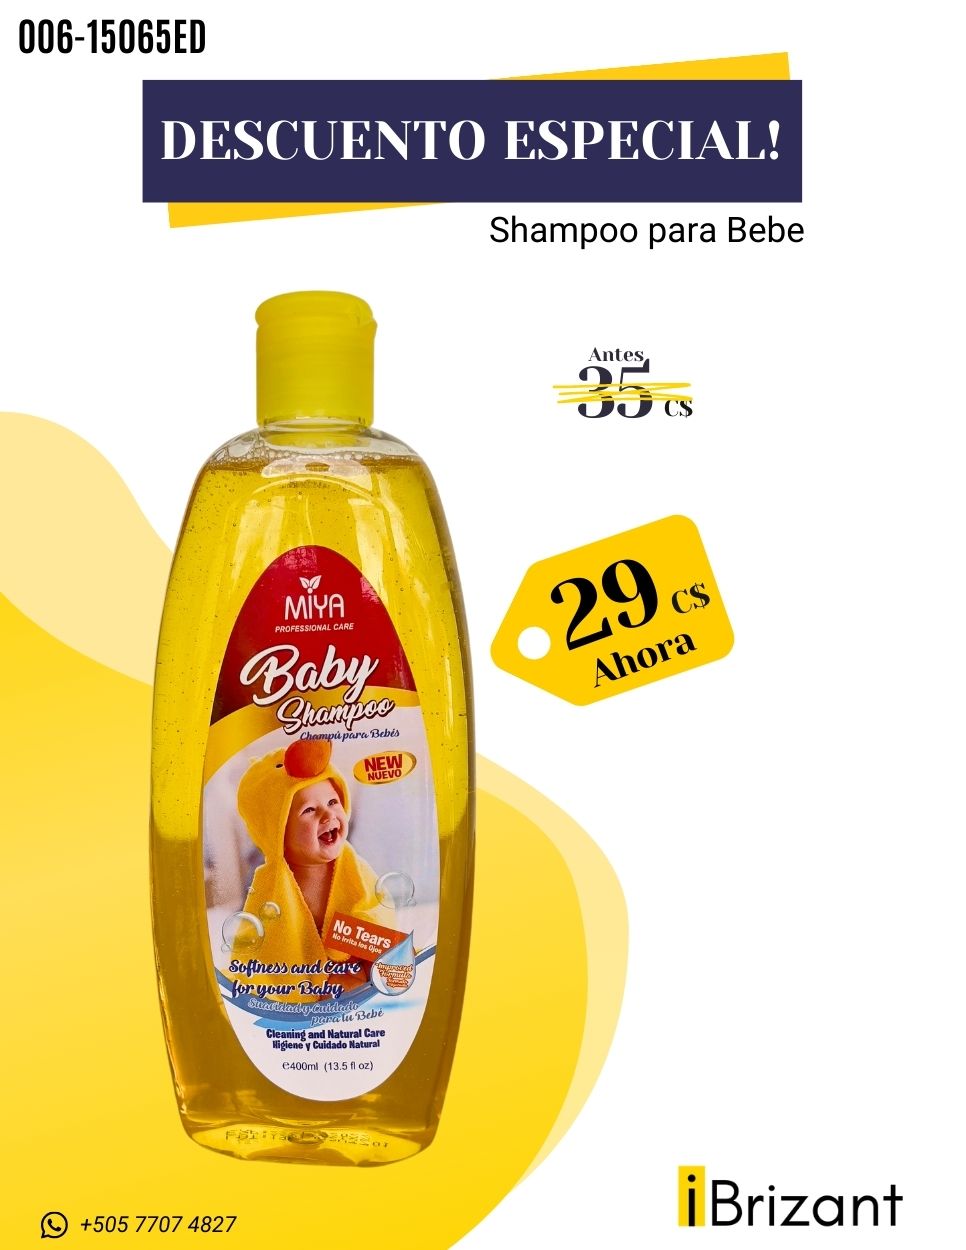 006-15065ED
DESCUENTO ESPECIAL!
Shampoo para Bebe
Antes
35 C$
29 C$
Ahora
MiYA
PROFESSIONAL CARE
Baby
Shampoo
Champú para Bebés
NEW
NUEVO
No Tears
No Irrita los Ojos
Improved
formula
Softness and Care
for your Baby
Suavidad y Cuidado
para tu Bebé
Cleaning and Natural Care
Higiene y Cuidado Natural
℮400ml (13.5 fl oz)
+505 7707 4827
iBrizant